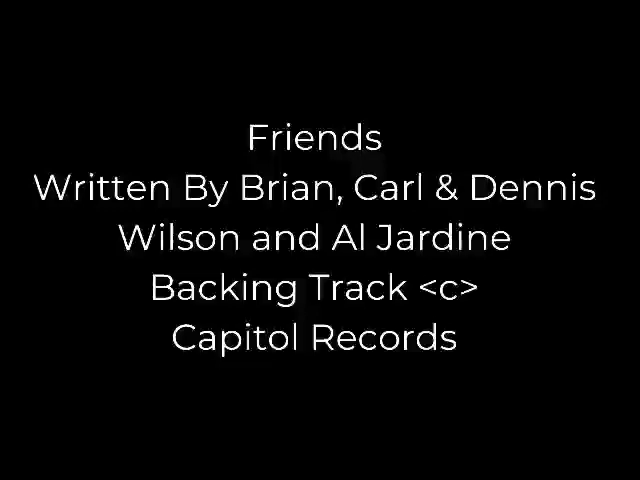 Friends
Written By Brian, Carl & Dennis
Wilson and Al Jardine
Backing Track <c>
Capitol Records